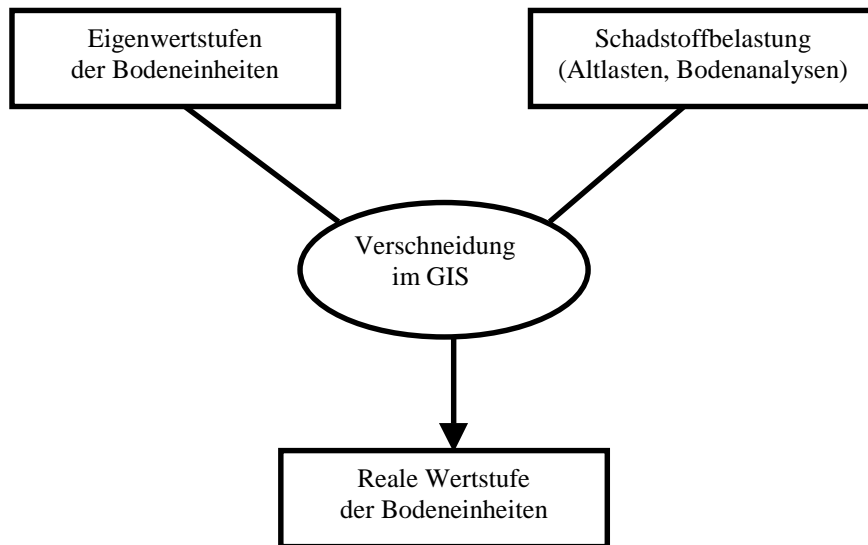 Eigenwertstufen
der Bodeneinheiten
Schadstoffbelastung
(Altlasten, Bodenanalysen)
Verschneidung
im GIS
Reale Wertstufe
der Bodeneinheiten